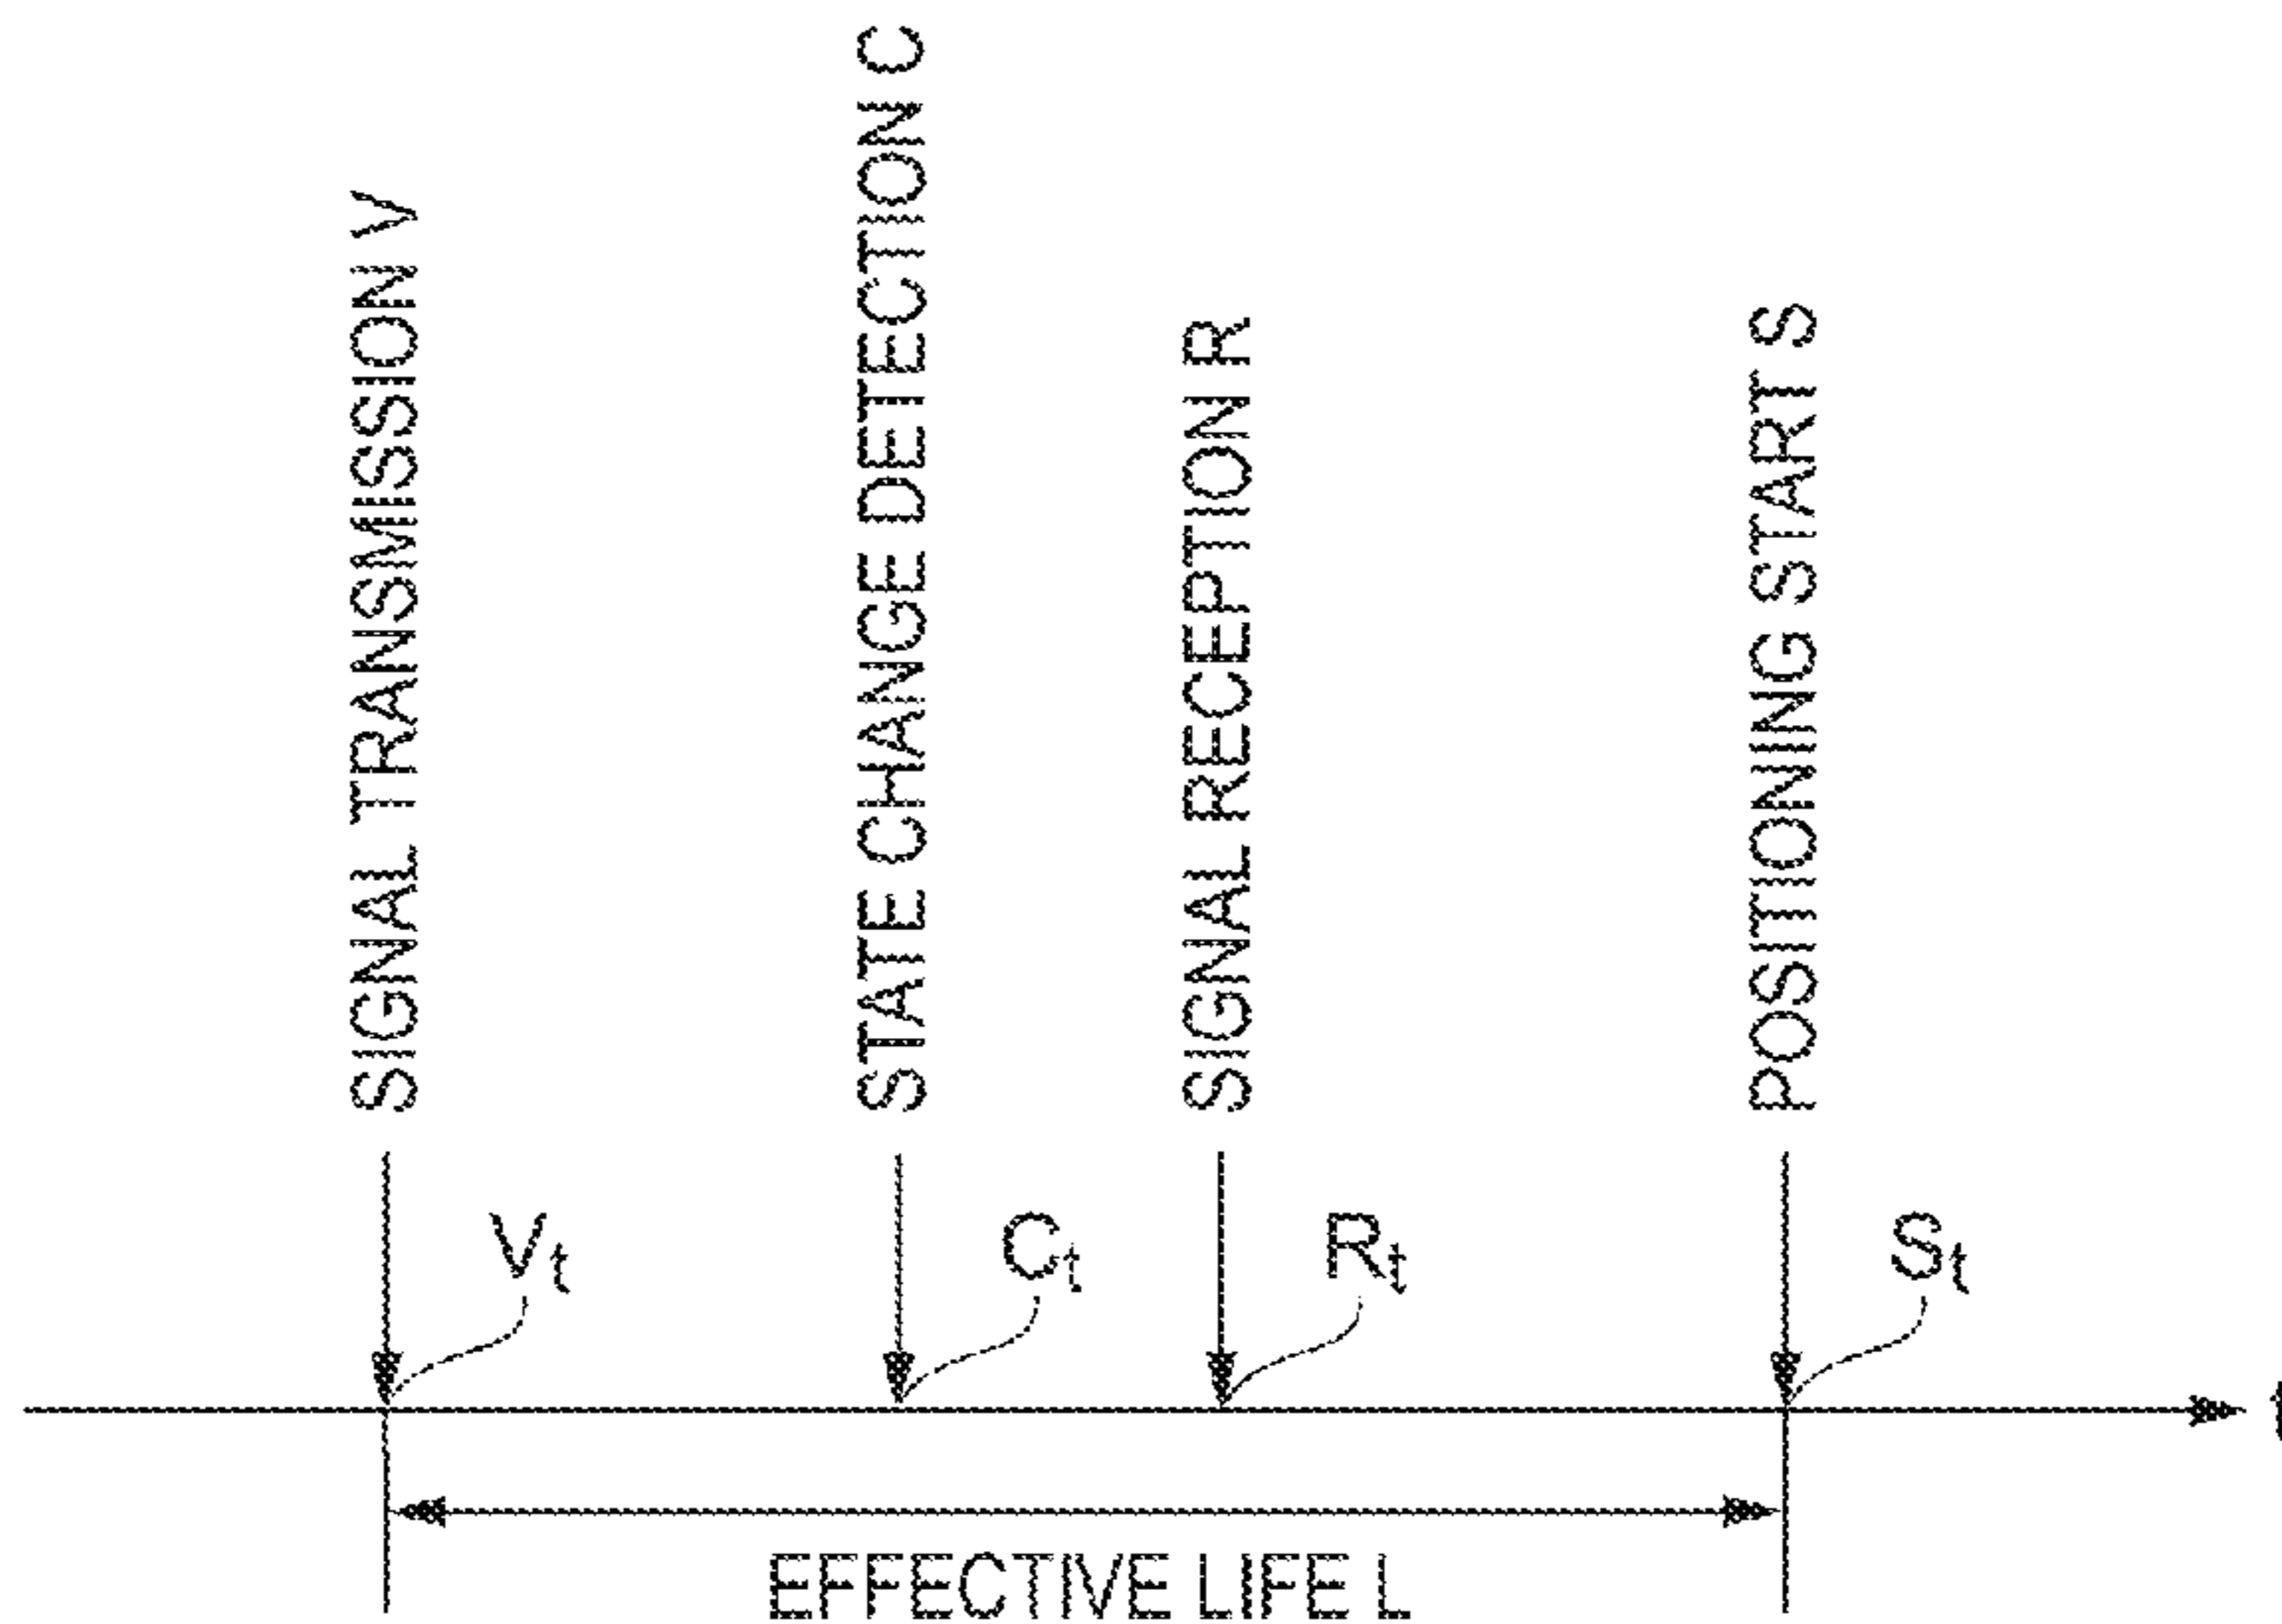 SIGNAL TRANSMISSION V
STATE CHANGE DETECTION C
SIGNAL RECEPTION R
POSITIONING START S
Vt
Ct
Rt
St
t
EFFECTIVE LIFE L